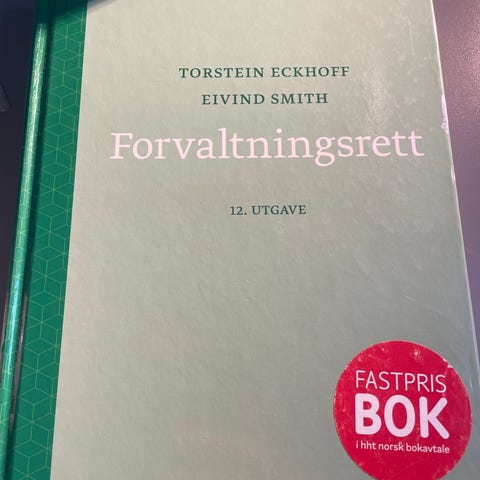 TORSTEIN ECKHOFF
EIVIND SMITH
Forvaltningsrett
12. UTGAVE
FASTPRIS
BOK
i hht norsk bokavtale